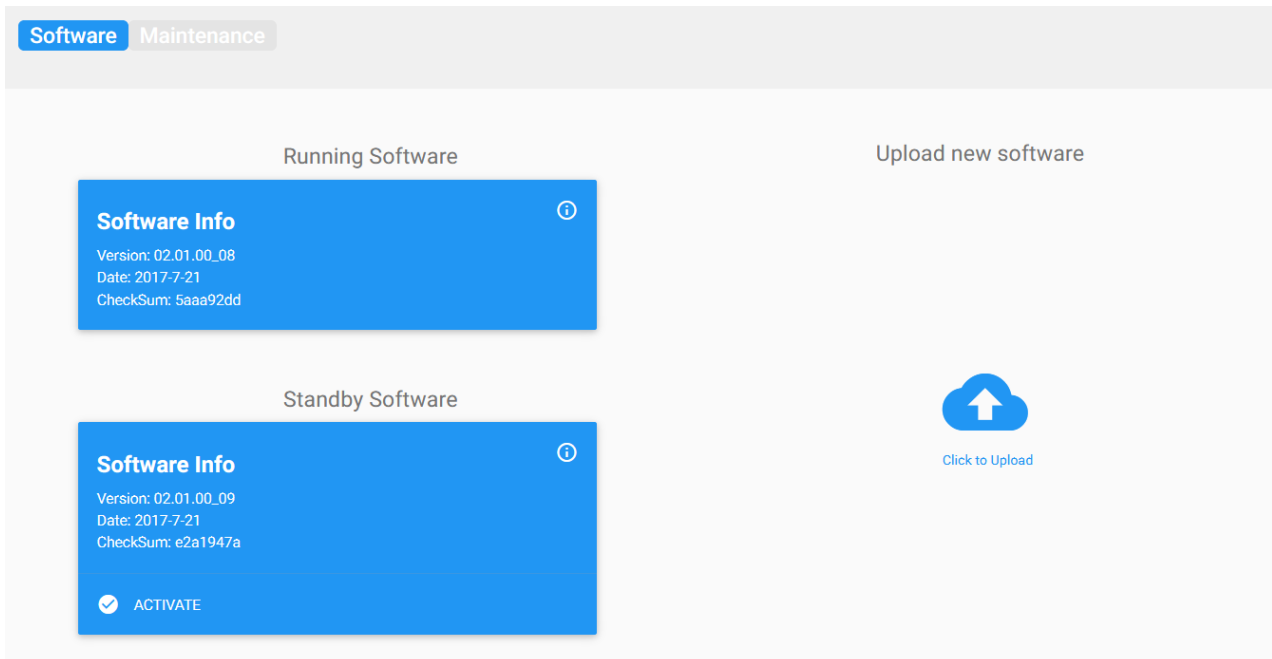 Software Maintenance
Running Software
Software Info
Version: 02.01.00_08
Date: 2017-7-21
CheckSum: 5aaa92dd
Standby Software
Software Info
Version: 02.01.00_09
Date: 2017-7-21
CheckSum: e2a1947a
ACTIVATE
Upload new software
Click to Upload